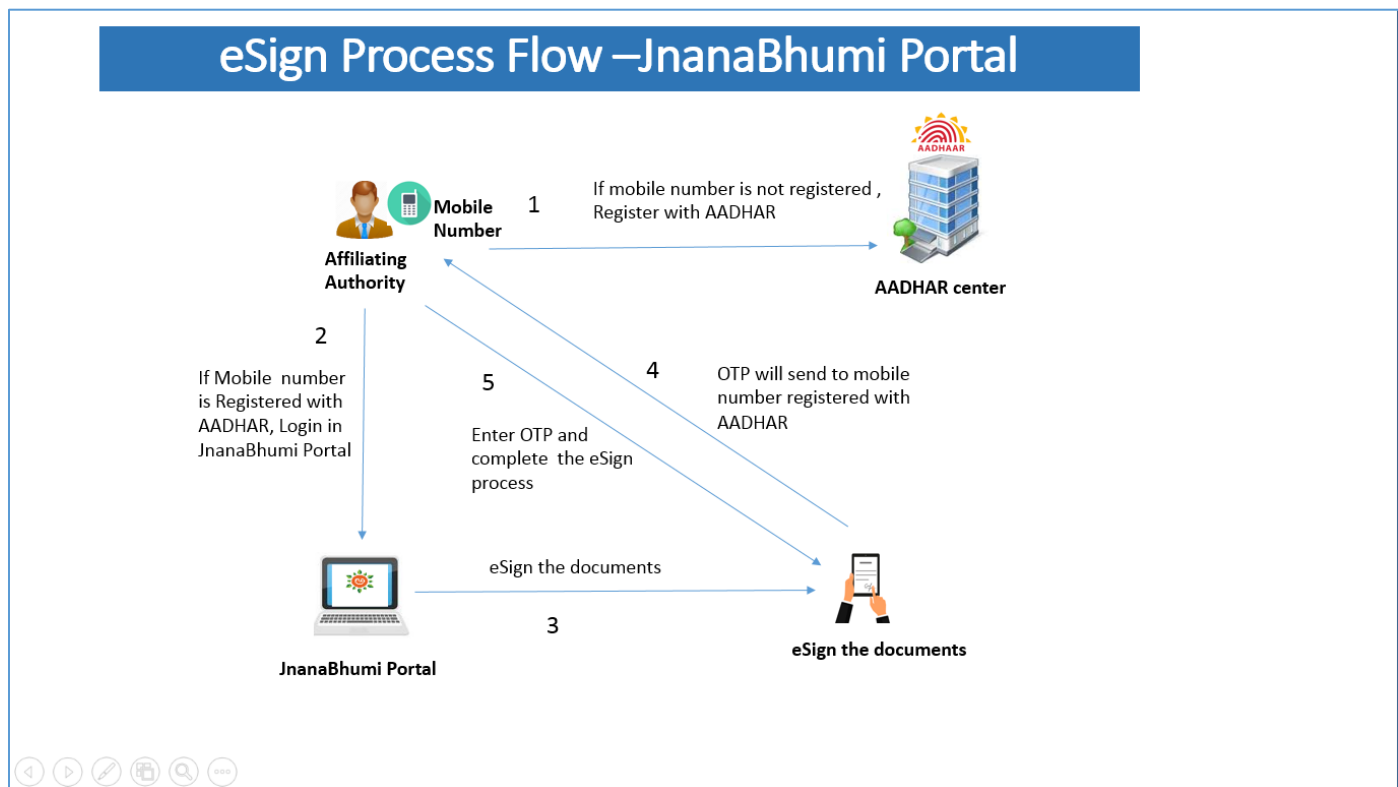 eSign Process Flow –JnanaBhumi Portal
AADHAAR
Mobile
Number
1
If mobile number is not registered ,
Register with AADHAR
Affiliating
Authority
AADHAR center
2
If Mobile number
is Registered with
AADHAR, Login in
JnanaBhumi Portal
5
Enter OTP and
complete the eSign
process
4
OTP will send to mobile
number registered with
AADHAR
eSign the documents
3
JnanaBhumi Portal
eSign the documents